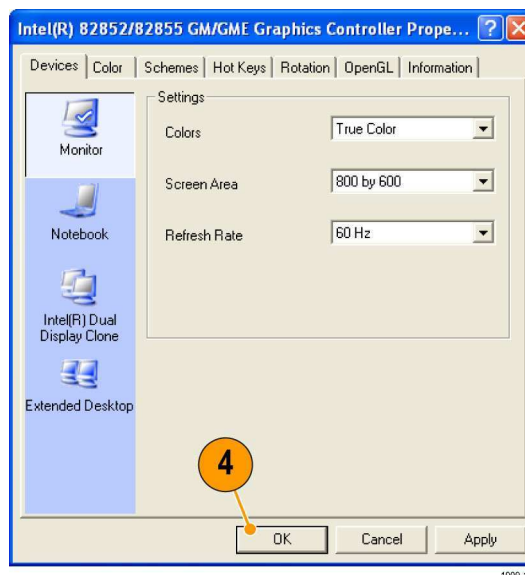 Intel(R) 82852/82855 GM/GME Graphics Controller Prope...
Devices Color Schemes Hot Keys Rotation OpenGL Information
Settings
Monitor
Colors True Color
Screen Area 800 by 600
Notebook
Refresh Rate 60 Hz
Intel(R) Dual
Display Clone
Extended Desktop
4
OK Cancel Apply